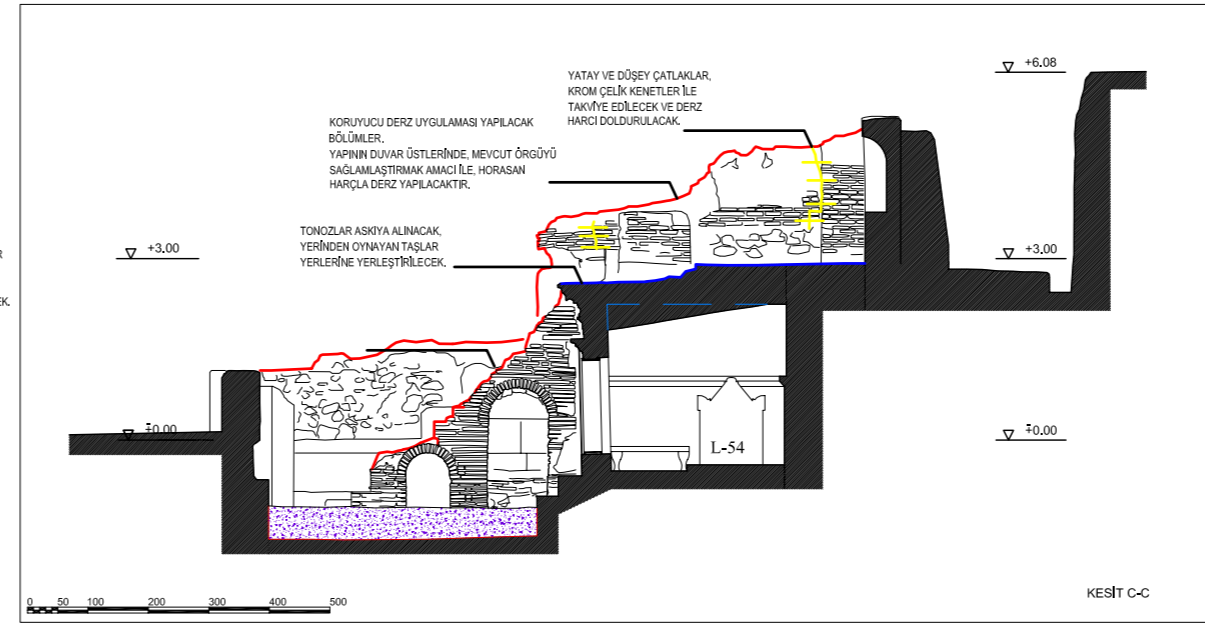 +6.08
YATAY VE DÜŞEY ÇATLAKLAR,
KROM ÇELİK KENETLER İLE
TAKVİYE EDİLECEK VE DERZ
HARCI DOLDURULACAK.
KORUYUCU DERZ UYGULAMASI YAPILACAK
BÖLÜMLER.
YAPININ DUVAR ÜSTLERİNDE, MEVCUT ÖRGÜYÜ
SAĞLAMLAŞTIRMAK AMACI İLE, HORASAN
HARÇLA DERZ YAPILACAKTIR.
TONOZLAR ASKIYA ALINACAK,
YERİNDEN OYNAYAN TAŞLAR
YERLERİNE YERLEŞTİRİLECEK.
R
EK.
+3.00
+3.00
±0.00
±0.00
L-54
0 50 100 200 300 400 500
KESİT C-C